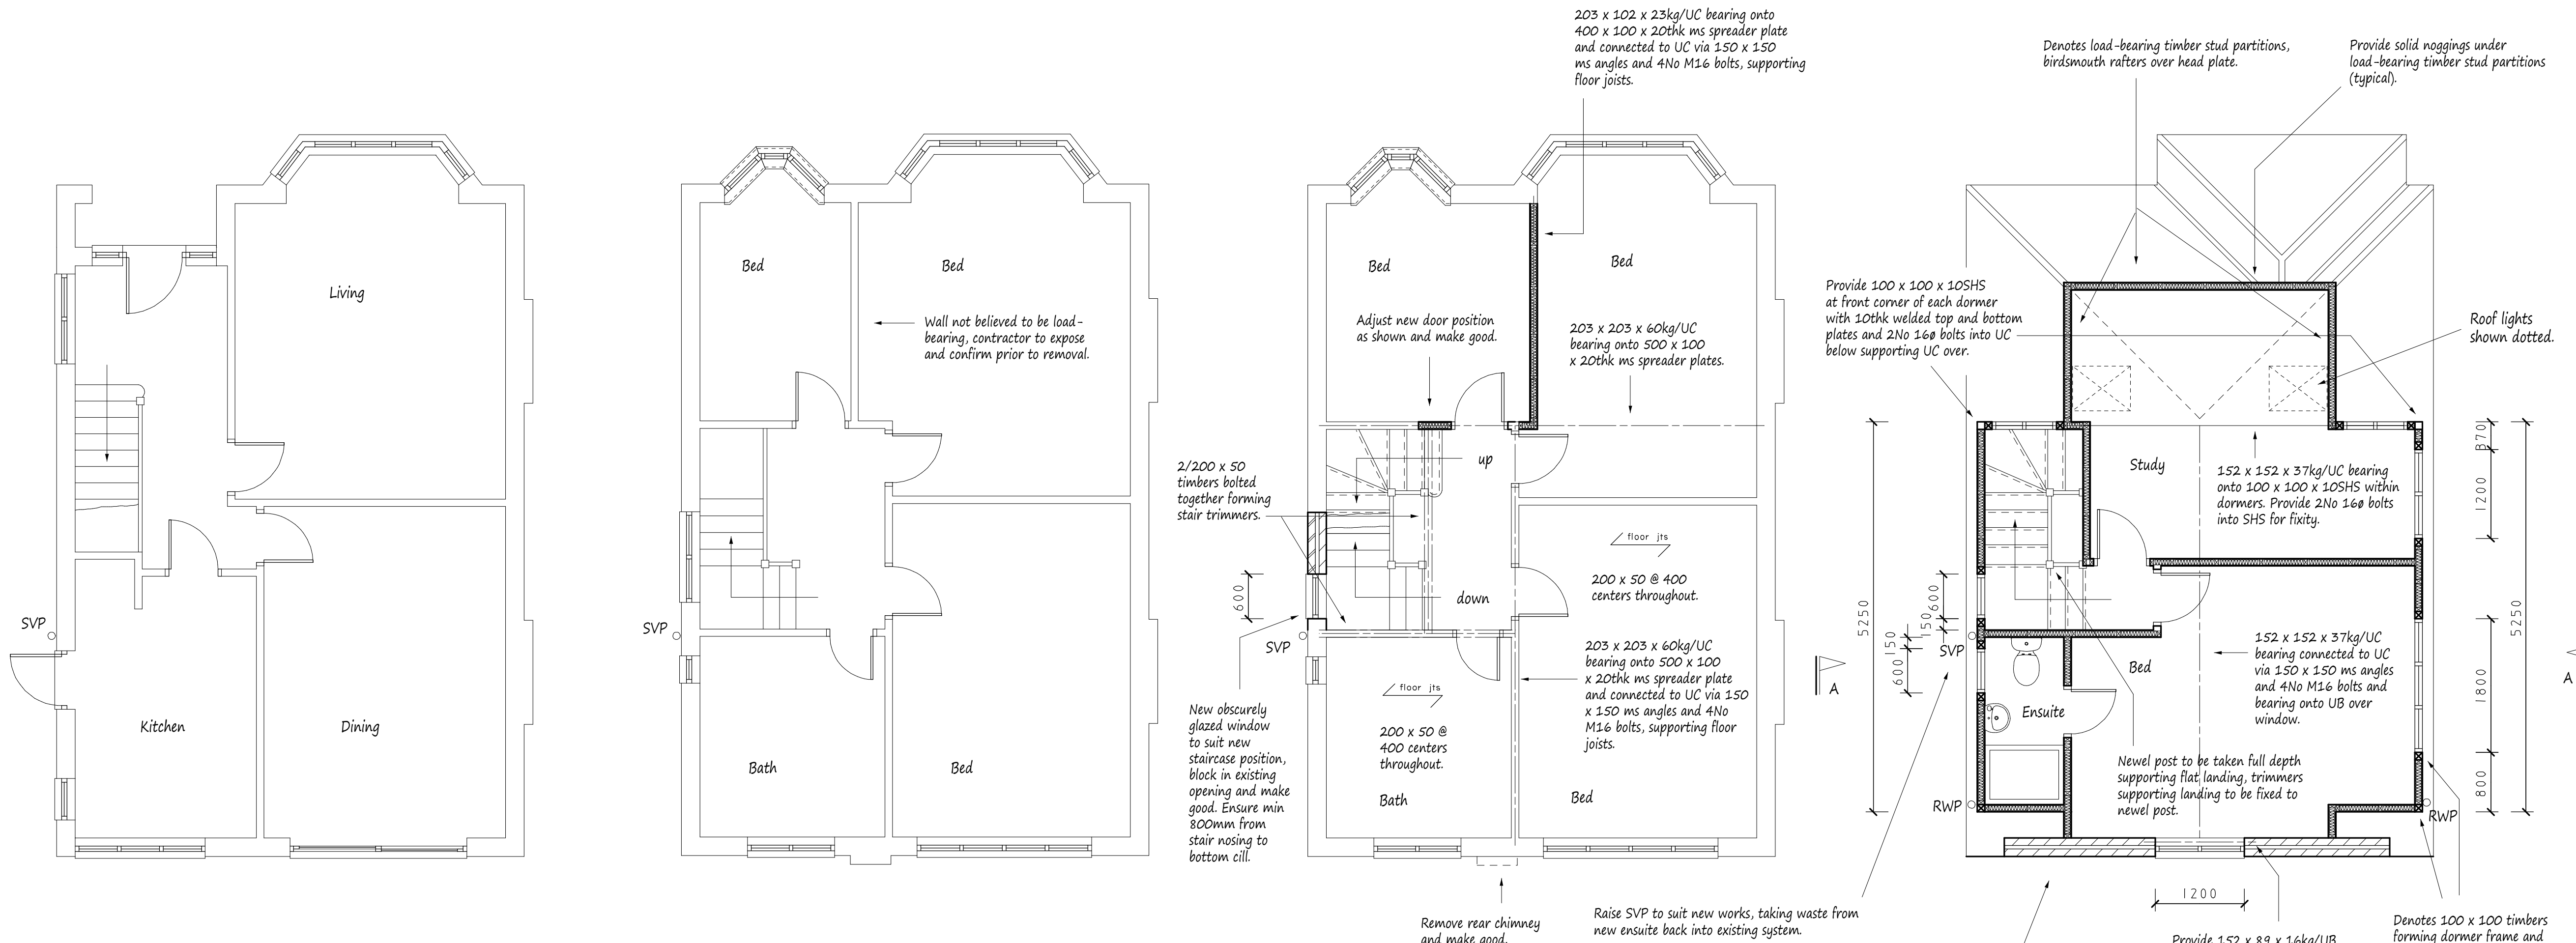 203 x 102 x 23kg/UC bearing onto
400 x 100 x 20thk ms spreader plate
and connected to UC via 150 x 150
ms angles and 4No M16 bolts, supporting
floor joists.
Denotes load-bearing timber stud partitions,
birdsmouth rafters over head plate.
Provide solid noggings under
load-bearing timber stud partitions
(typical).
Living
Kitchen
Dining
SVP
Bed
Bed
Wall not believed to be load-
bearing, contractor to expose
and confirm prior to removal.
SVP
Bath
Bed
Bed
Bed
Adjust new door position
as shown and make good.
203 x 203 x 60kg/UC
bearing onto 500 x 100
x 20thk ms spreader plates.
2/200 x 50
timbers bolted
together forming
stair trimmers.
up
down
floor jts
200 x 50 @ 400
centers throughout.
600
SVP
New obscurely
glazed window
to suit new
staircase position,
block in existing
opening and make
good. Ensure min
800mm from
stair nosing to
bottom cill.
floor jts
200 x 50 @
400 centers
throughout.
Bath
203 x 203 x 60kg/UC
bearing onto 500 x 100
x 20thk ms spreader plate
and connected to UC via 150
x 150 ms angles and 4No
M16 bolts, supporting floor
joists.
Bed
Remove rear chimney
and make good.
A
Provide 100 x 100 x 10SHS
at front corner of each dormer
with 10thk welded top and bottom
plates and 2No 16ø bolts into UC
below supporting UC over.
Roof lights
shown dotted.
Study
152 x 152 x 37kg/UC bearing
onto 100 x 100 x 10SHS within
dormers. Provide 2No 16ø bolts
into SHS for fixity.
152 x 152 x 37kg/UC
bearing connected to UC
via 150 x 150 ms angles
and 4No M16 bolts and
bearing onto UB over
window.
Bed
Ensuite
Newel post to be taken full depth
supporting flat landing, trimmers
supporting landing to be fixed to
newel post.
5250
600
150
150
600
SVP
RWP
RWP
370
1200
1800
800
5250
A
1200
Raise SVP to suit new works, taking waste from
new ensuite back into existing system.
Provide 152 x 89 x 16kg/UB
Denotes 100 x 100 timbers
forming dormer frame and